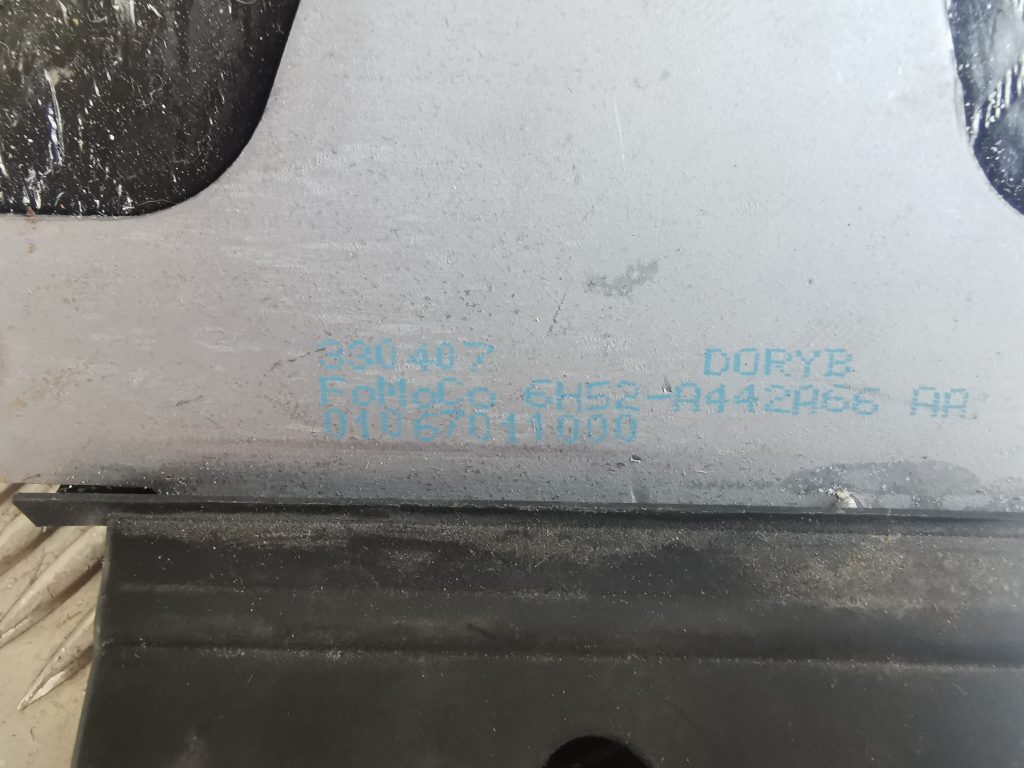 330407 DORYB
FoMoCo 6H52-A442A66 AA
01067011000